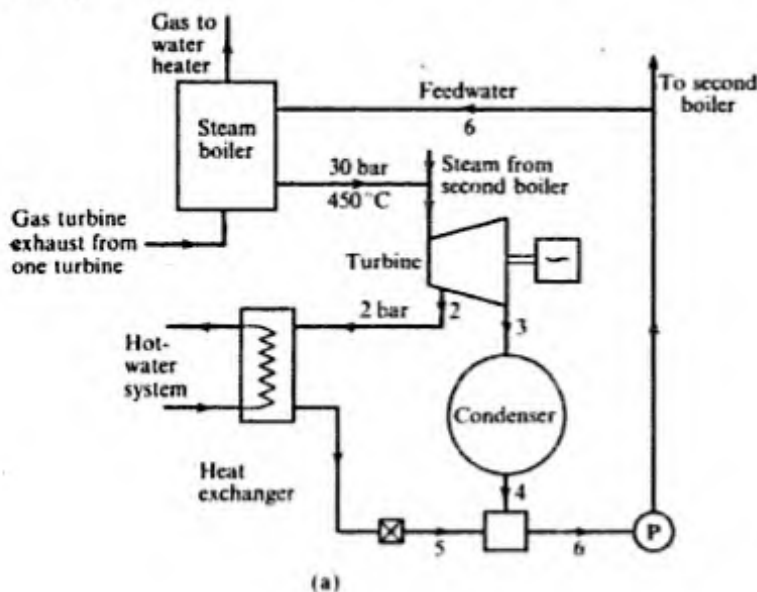 Gas to
water
heater
Feedwater
6
To second
boiler
Steam
boiler
30 bar
450 °C
Steam from
second boiler
Gas turbine
exhaust from
one turbine
Turbine
~
2 bar
2
3
Hot-
water
system
Condenser
Heat
exchanger
4
5
6
P
(a)